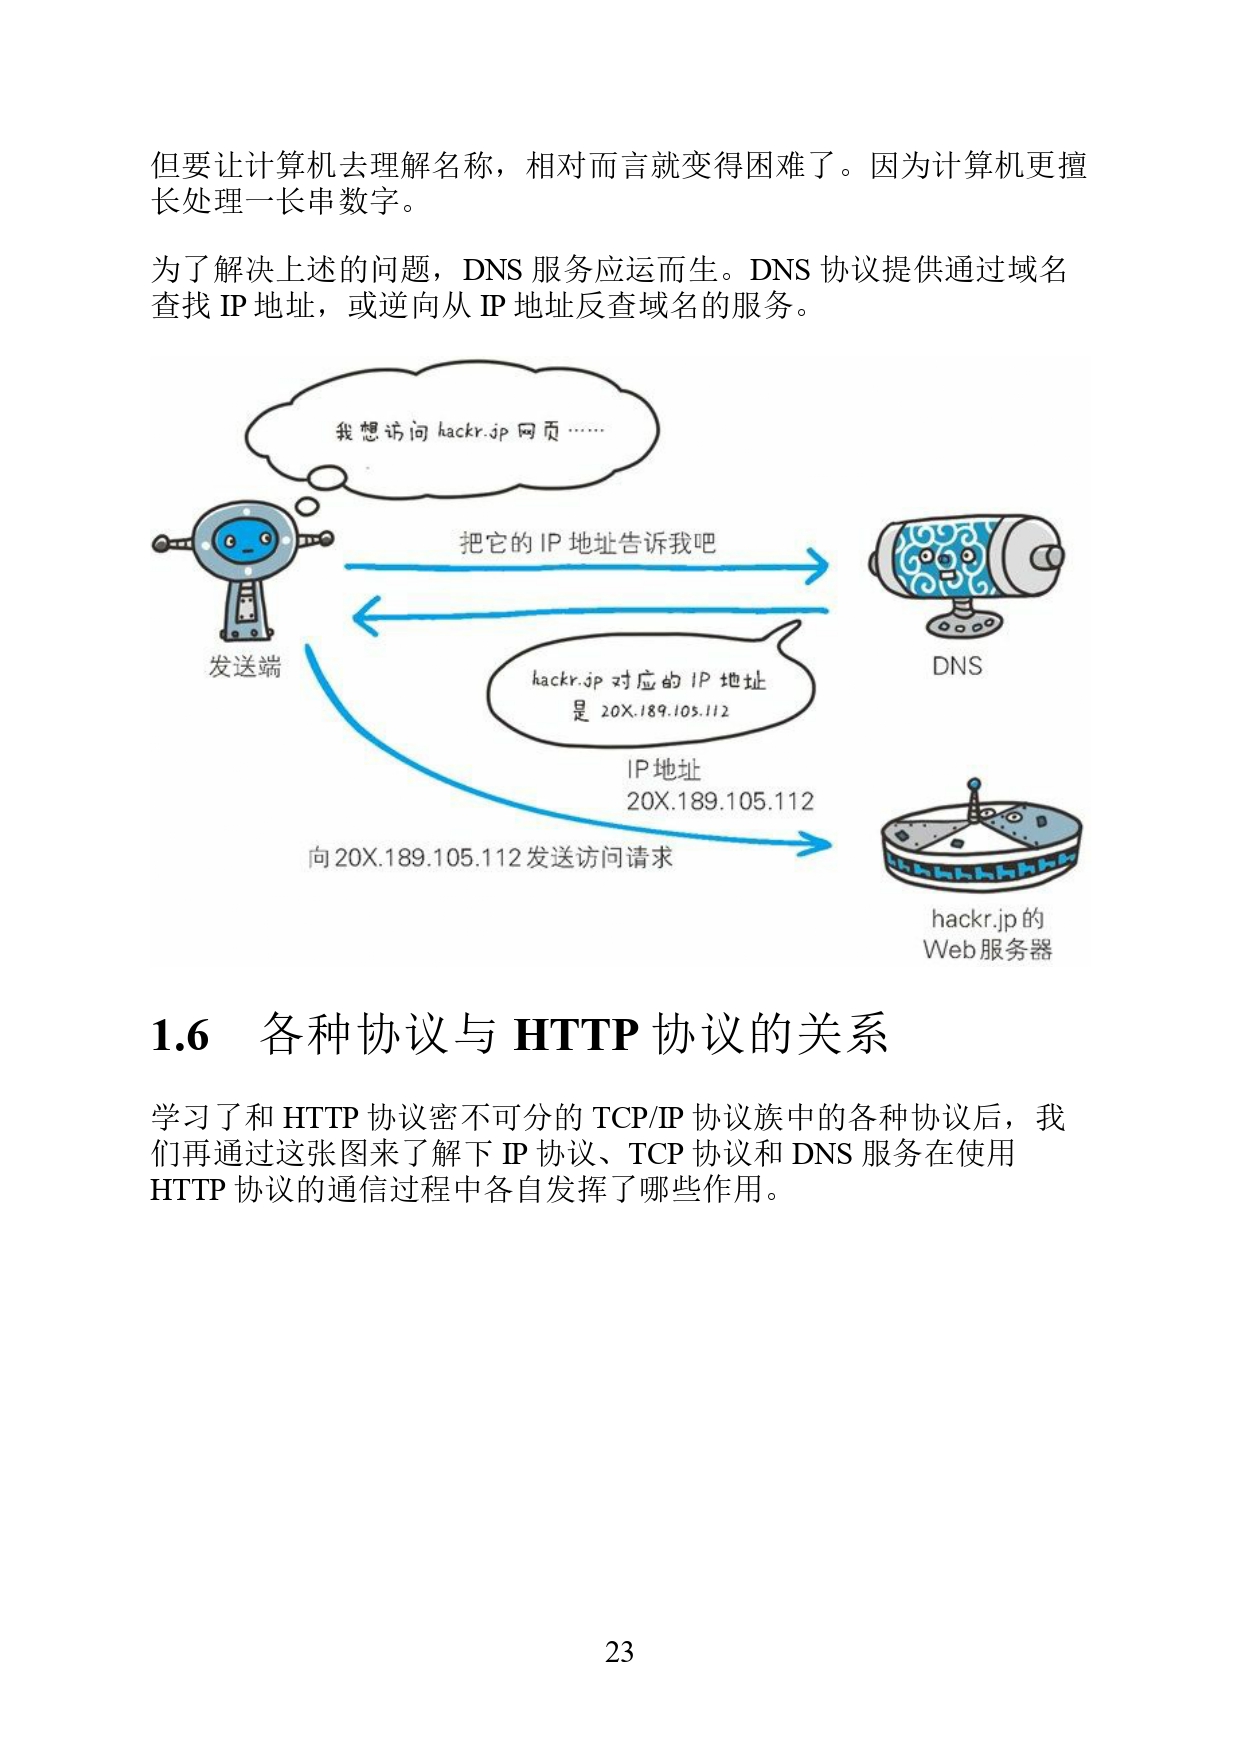 但要让计算机去理解名称，相对而言就变得困难了。因为计算机更擅
长处理一长串数字。
为了解决上述的问题，DNS 服务应运而生。DNS 协议提供通过域名
查找 IP 地址，或逆向从 IP 地址反查域名的服务。
我想访问 hackr.jp 网页……
把它的 IP 地址告诉我吧
发送端
DNS
hackr.jp 对应的 IP 地址
是 20X.189.105.112
IP地址
20X.189.105.112
向20X.189.105.112发送访问请求
hackr.jp的
Web服务器
1.6 各种协议与 HTTP 协议的关系
学习了和 HTTP 协议密不可分的 TCP/IP 协议族中的各种协议后，我
们再通过这张图来了解下 IP 协议、TCP 协议和 DNS 服务在使用
HTTP 协议的通信过程中各自发挥了哪些作用。
23